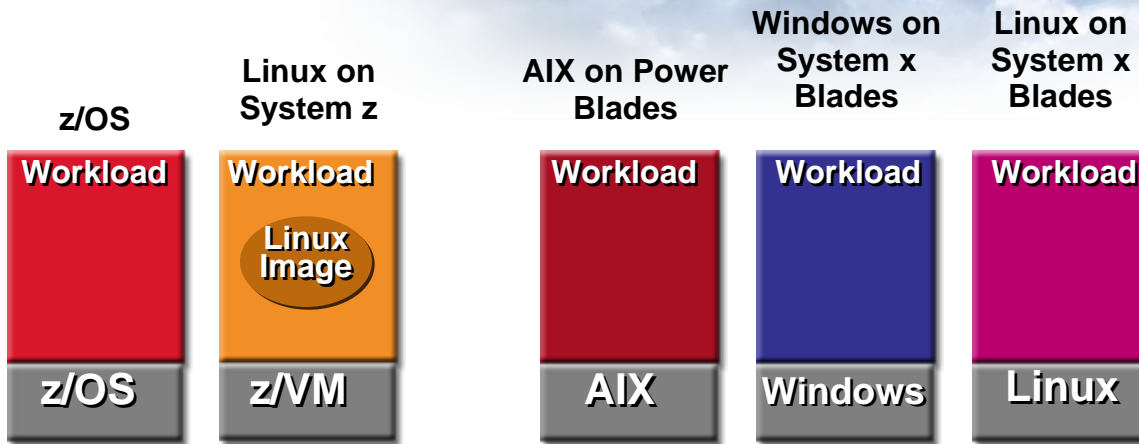 z/OS
Linux on
System z
AIX on Power
Blades
Windows on
System x
Blades
Linux on
System x
Blades
Workload
Workload
Linux
Image
Workload
Workload
Workload
z/OS
z/VM
AIX
Windows
Linux